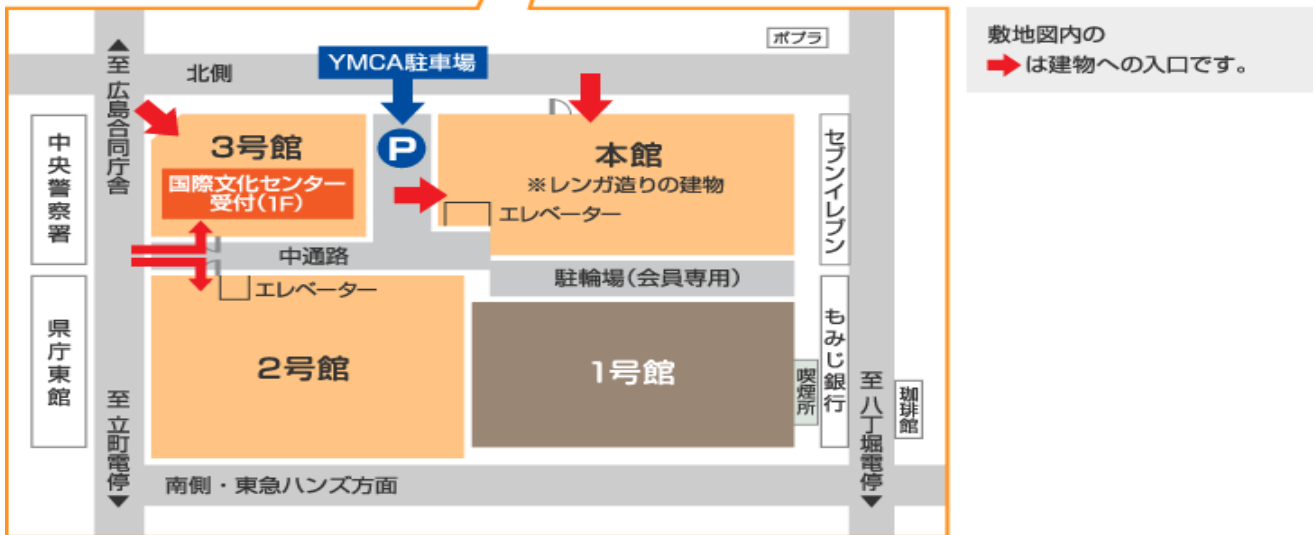 ポプラ
YMCA駐車場
北側
▲至 広島合同庁舎
中央警察署
3号館
国際文化センター
受付(1F)
P
本館
※レンガ造りの建物
エレベーター
セブンイレブン
中通路
駐輪場(会員専用)
エレベーター
2号館
1号館
喫煙所
もみじ銀行
県庁東館
至 立町電停▼
至 八丁堀電停▼
珈琲館
南側・東急ハンズ方面
敷地図内の
➡は建物への入口です。